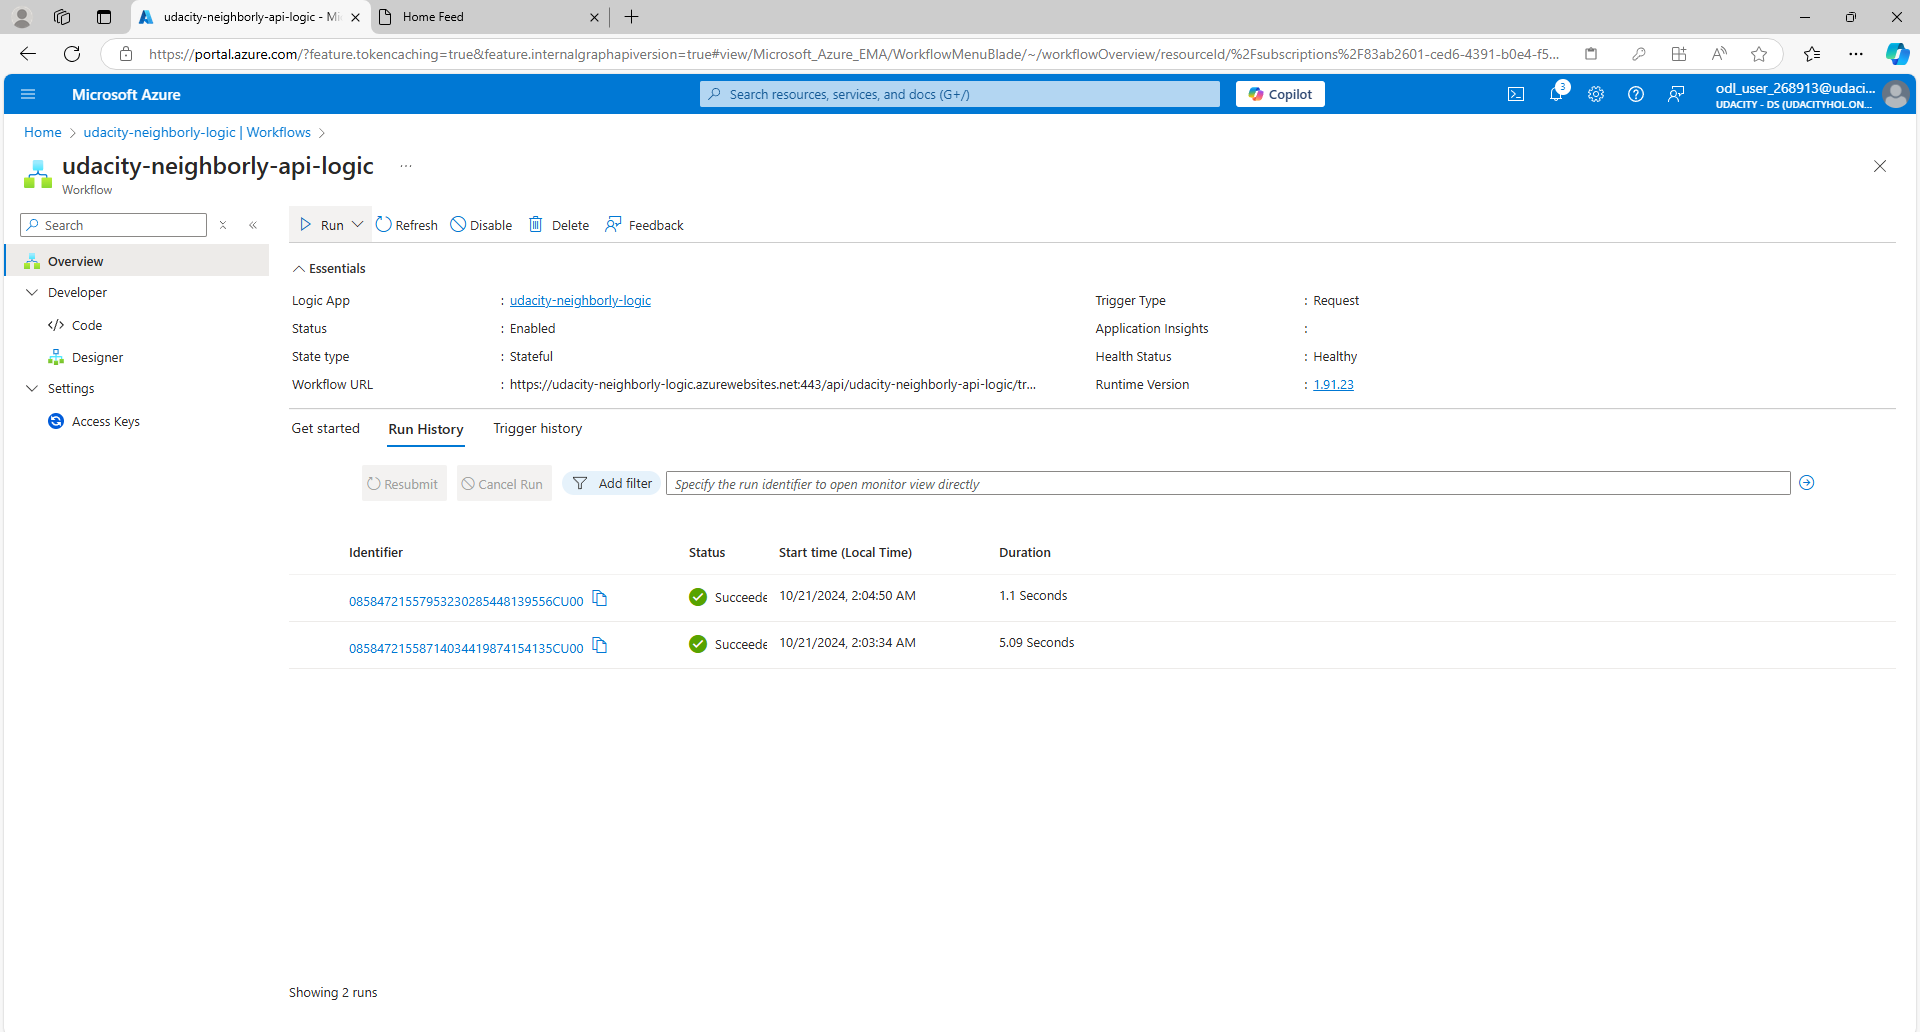 udacity-neighborly-api-logic - Mi
Home Feed
https://portal.azure.com/?feature.tokencaching=true&feature.internalgraphapiversion=true#view/Microsoft_Azure_EMA/WorkflowMenuBlade/~/workflowOverview/resourceId/%2Fsubscriptions%2F83ab2601-ced6-4391-b0e4-f5...
Microsoft Azure
Search resources, services, and docs (G+/)
Copilot
3
odl_user_268913@udaci...
UDACITY - DS (UDACITYHOL.ON...
Home > udacity-neighborly-logic | Workflows >
udacity-neighborly-api-logic ...
Workflow
Search
Run
Refresh
Disable
Delete
Feedback
Overview
Developer
Code
Designer
Settings
Access Keys
Essentials
Logic App : udacity-neighborly-logic
Status : Enabled
State type : Stateful
Workflow URL : https://udacity-neighborly-logic.azurewebsites.net:443/api/udacity-neighborly-api-logic/tr...
Trigger Type : Request
Application Insights :
Health Status : Healthy
Runtime Version : 1.91.23
Get started
Run History
Trigger history
Resubmit
Cancel Run
Add filter
Specify the run identifier to open monitor view directly
Identifier Status Start time (Local Time) Duration
08584721557953230285448139556CU00 Succeede 10/21/2024, 2:04:50 AM 1.1 Seconds
08584721558714034419874154135CU00 Succeede 10/21/2024, 2:03:34 AM 5.09 Seconds
Showing 2 runs